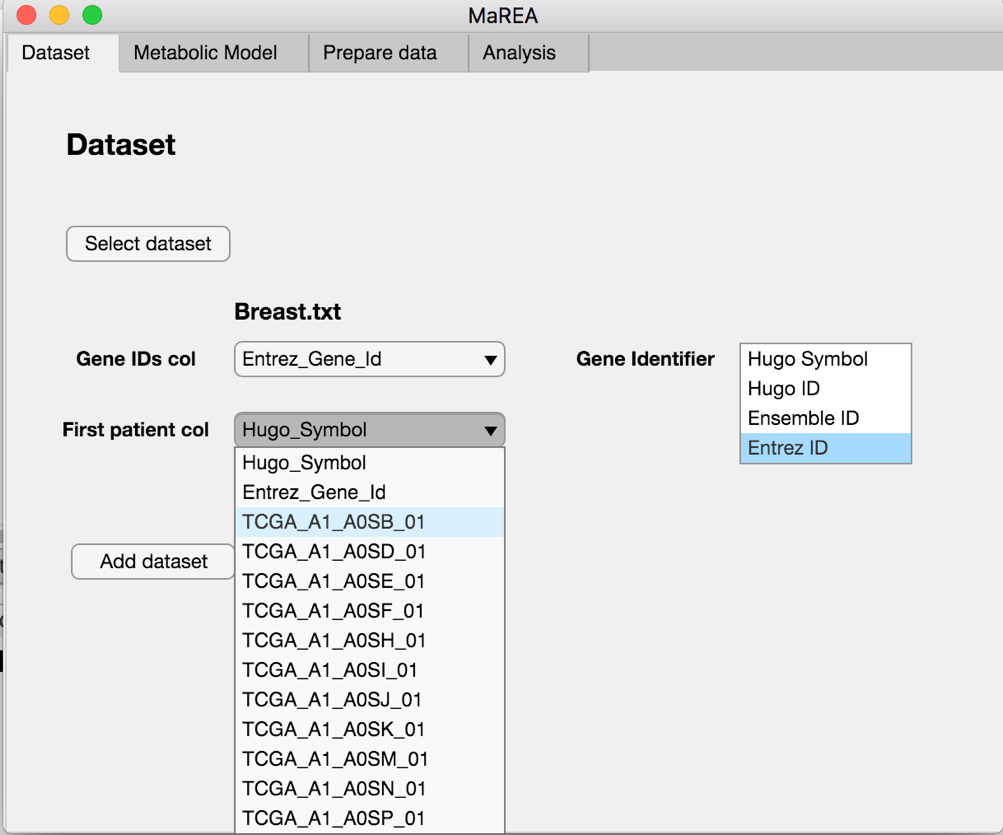 MaREA
Dataset
Metabolic Model
Prepare data
Analysis
Dataset
Select dataset
Breast.txt
Gene IDs col
Entrez_Gene_Id
Gene Identifier
Hugo Symbol
Hugo ID
Ensemble ID
Entrez ID
First patient col
Hugo_Symbol
Hugo_Symbol
Entrez_Gene_Id
TCGA_A1_A0SB_01
TCGA_A1_A0SD_01
TCGA_A1_A0SE_01
TCGA_A1_A0SF_01
TCGA_A1_A0SH_01
TCGA_A1_A0SI_01
TCGA_A1_A0SJ_01
TCGA_A1_A0SK_01
TCGA_A1_A0SM_01
TCGA_A1_A0SN_01
TCGA_A1_A0SP_01
Add dataset